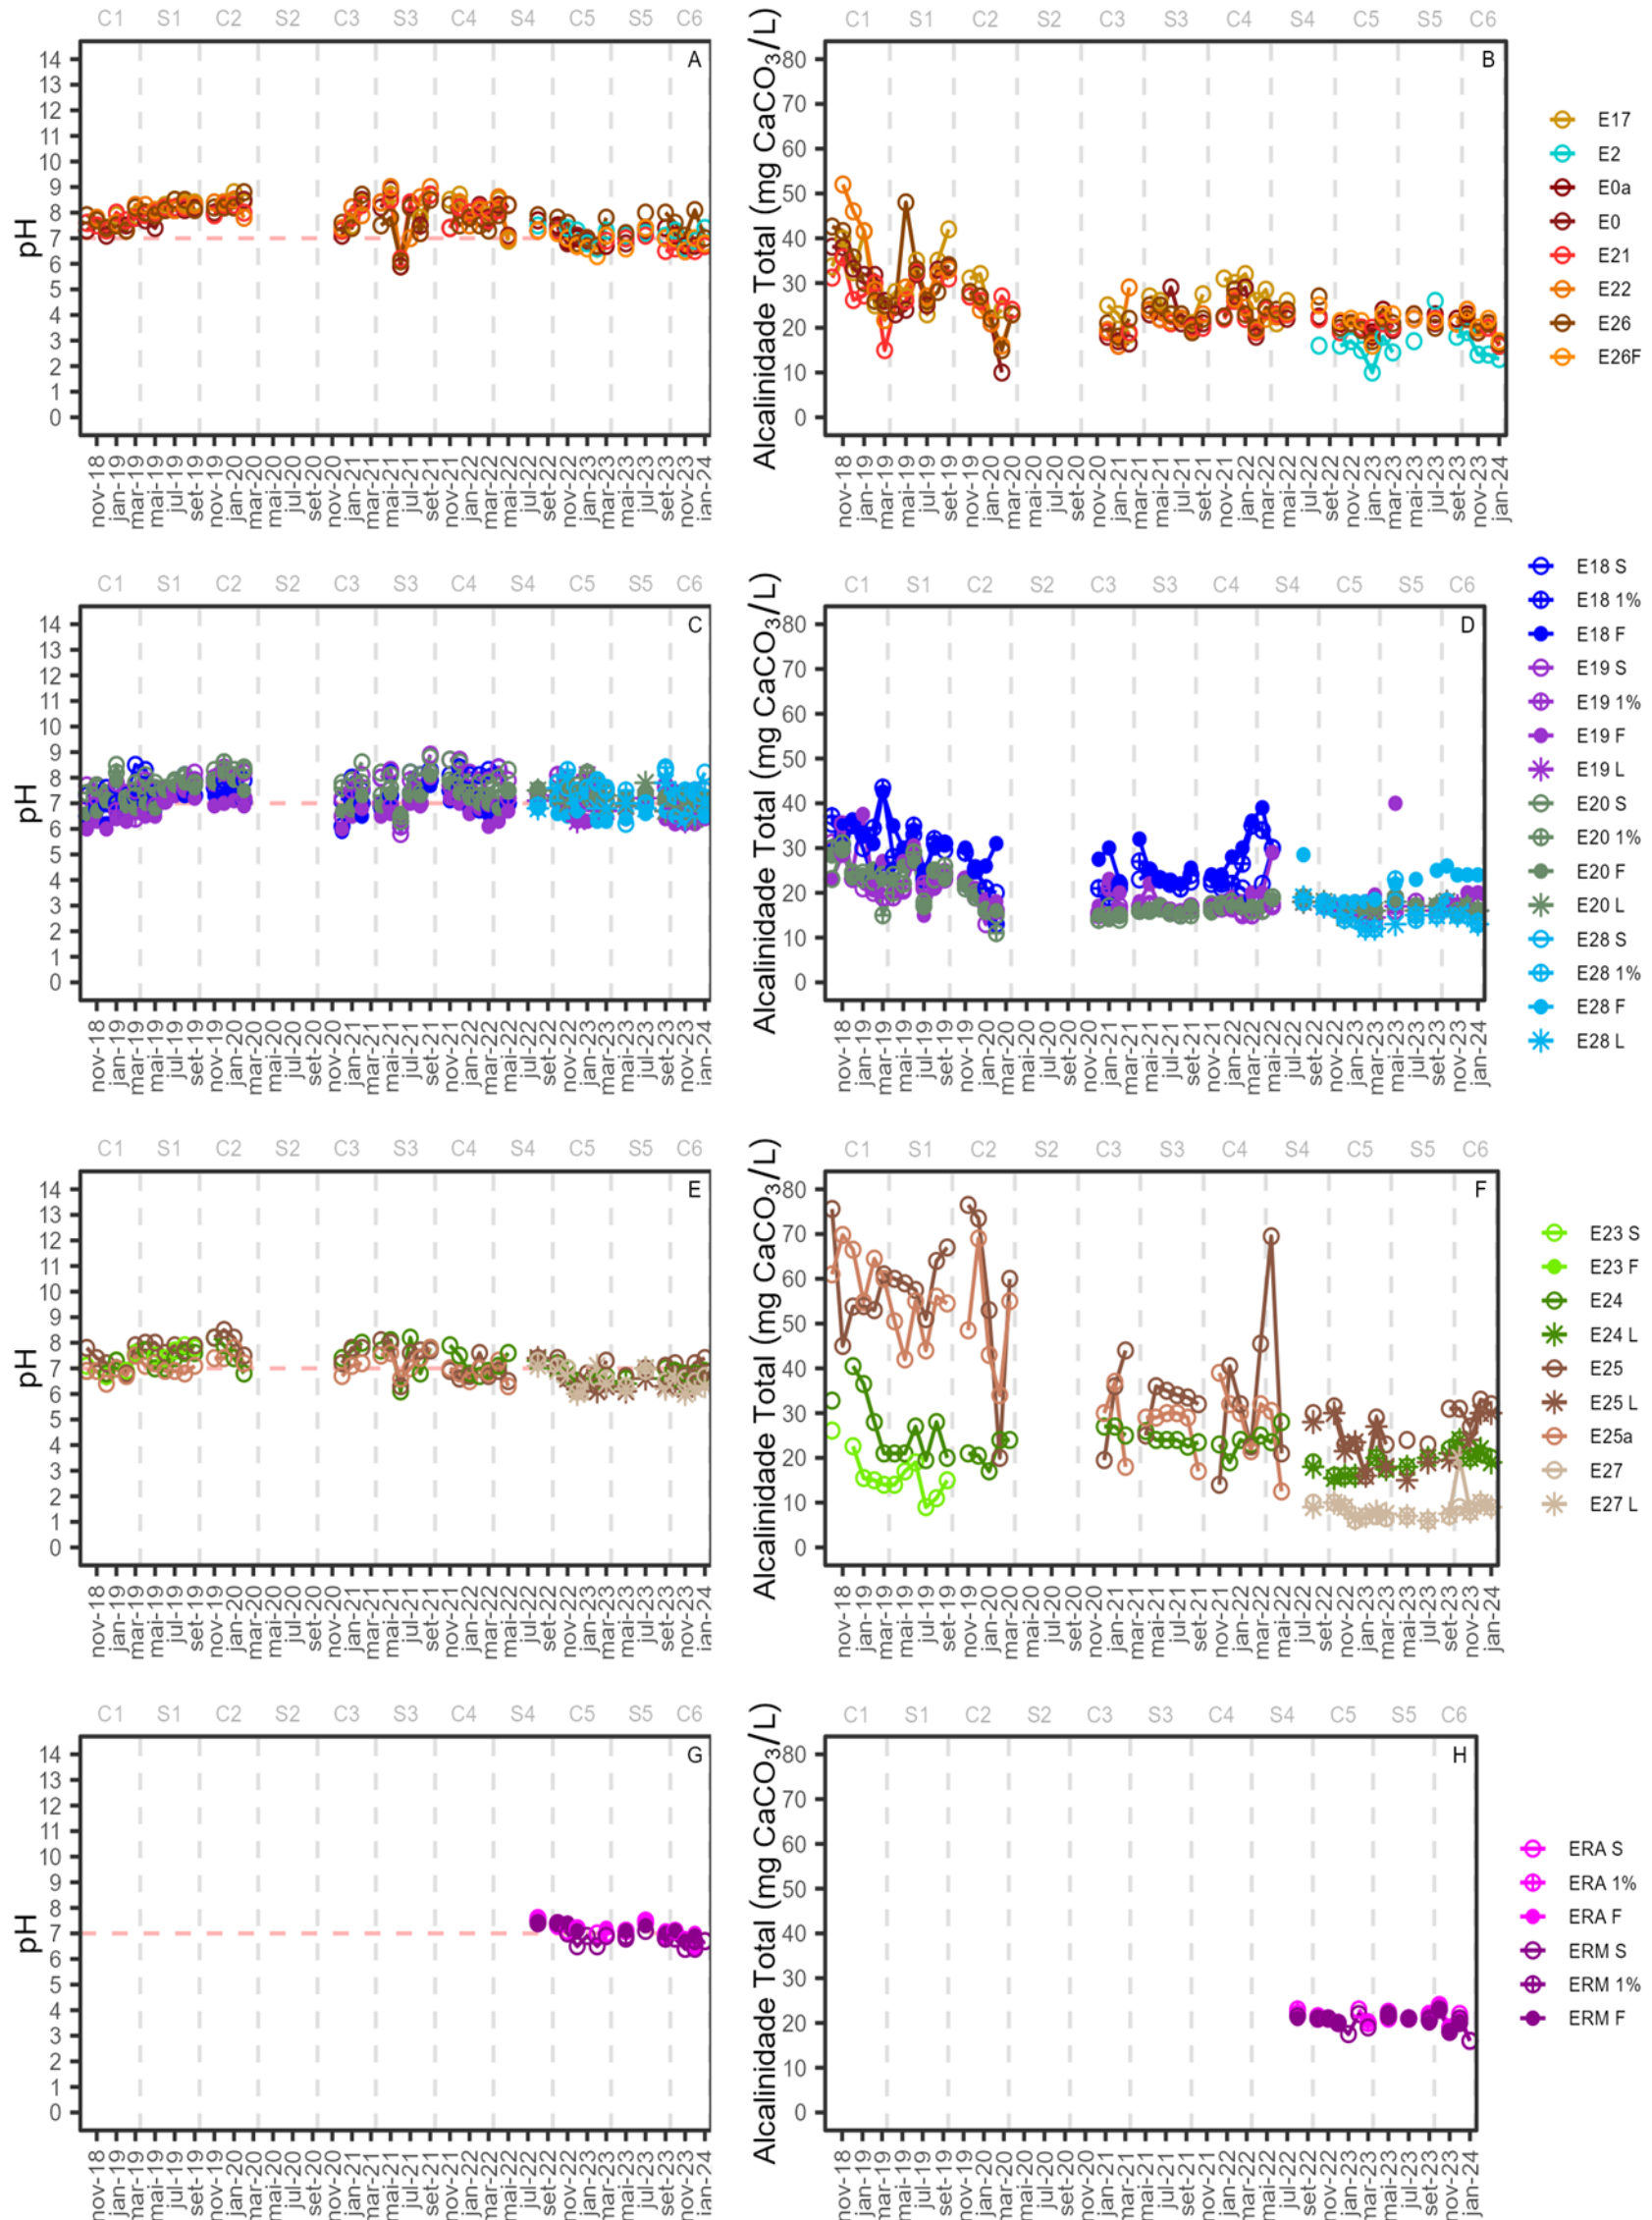 C1 S1 C2 S2 C3 S3 C4 S4 C5 S5 C6
A
pH
14
13
12
11
10
9
8
7
6
5
4
3
2
1
0
nov-18 jan-19 mar-19 mai-19 jul-19 set-19 nov-19 jan-20 mar-20 mai-20 jul-20 set-20 nov-20 jan-21 mar-21 mai-21 jul-21 set-21 nov-21 jan-22 mar-22 mai-22 jul-22 set-22 nov-22 jan-23 mar-23 mai-23 jul-23 set-23 nov-23 jan-24
C1 S1 C2 S2 C3 S3 C4 S4 C5 S5 C6
B
Alcalinidade Total (mg CaCO₃/L)
80
70
60
50
40
30
20
10
0
nov-18 jan-19 mar-19 mai-19 jul-19 set-19 nov-19 jan-20 mar-20 mai-20 jul-20 set-20 nov-20 jan-21 mar-21 mai-21 jul-21 set-21 nov-21 jan-22 mar-22 mai-22 jul-22 set-22 nov-22 jan-23 mar-23 mai-23 jul-23 set-23 nov-23 jan-24
E17
E2
E0a
E0
E21
E22
E26
E26F
C1 S1 C2 S2 C3 S3 C4 S4 C5 S5 C6
C
pH
14
13
12
11
10
9
8
7
6
5
4
3
2
1
0
nov-18 jan-19 mar-19 mai-19 jul-19 set-19 nov-19 jan-20 mar-20 mai-20 jul-20 set-20 nov-20 jan-21 mar-21 mai-21 jul-21 set-21 nov-21 jan-22 mar-22 mai-22 jul-22 set-22 nov-22 jan-23 mar-23 mai-23 jul-23 set-23 nov-23 jan-24
C1 S1 C2 S2 C3 S3 C4 S4 C5 S5 C6
D
Alcalinidade Total (mg CaCO₃/L)
80
70
60
50
40
30
20
10
0
nov-18 jan-19 mar-19 mai-19 jul-19 set-19 nov-19 jan-20 mar-20 mai-20 jul-20 set-20 nov-20 jan-21 mar-21 mai-21 jul-21 set-21 nov-21 jan-22 mar-22 mai-22 jul-22 set-22 nov-22 jan-23 mar-23 mai-23 jul-23 set-23 nov-23 jan-24
E18 S
E18 1%
E18 F
E19 S
E19 1%
E19 F
E19 L
E20 S
E20 1%
E20 F
E20 L
E28 S
E28 1%
E28 F
E28 L
C1 S1 C2 S2 C3 S3 C4 S4 C5 S5 C6
E
pH
14
13
12
11
10
9
8
7
6
5
4
3
2
1
0
nov-18 jan-19 mar-19 mai-19 jul-19 set-19 nov-19 jan-20 mar-20 mai-20 jul-20 set-20 nov-20 jan-21 mar-21 mai-21 jul-21 set-21 nov-21 jan-22 mar-22 mai-22 jul-22 set-22 nov-22 jan-23 mar-23 mai-23 jul-23 set-23 nov-23 jan-24
C1 S1 C2 S2 C3 S3 C4 S4 C5 S5 C6
F
Alcalinidade Total (mg CaCO₃/L)
80
70
60
50
40
30
20
10
0
nov-18 jan-19 mar-19 mai-19 jul-19 set-19 nov-19 jan-20 mar-20 mai-20 jul-20 set-20 nov-20 jan-21 mar-21 mai-21 jul-21 set-21 nov-21 jan-22 mar-22 mai-22 jul-22 set-22 nov-22 jan-23 mar-23 mai-23 jul-23 set-23 nov-23 jan-24
E23 S
E23 F
E24
E24 L
E25
E25 L
E25a
E27
E27 L
C1 S1 C2 S2 C3 S3 C4 S4 C5 S5 C6
G
pH
14
13
12
11
10
9
8
7
6
5
4
3
2
1
0
nov-18 jan-19 mar-19 mai-19 jul-19 set-19 nov-19 jan-20 mar-20 mai-20 jul-20 set-20 nov-20 jan-21 mar-21 mai-21 jul-21 set-21 nov-21 jan-22 mar-22 mai-22 jul-22 set-22 nov-22 jan-23 mar-23 mai-23 jul-23 set-23 nov-23 jan-24
C1 S1 C2 S2 C3 S3 C4 S4 C5 S5 C6
H
Alcalinidade Total (mg CaCO₃/L)
80
70
60
50
40
30
20
10
0
nov-18 jan-19 mar-19 mai-19 jul-19 set-19 nov-19 jan-20 mar-20 mai-20 jul-20 set-20 nov-20 jan-21 mar-21 mai-21 jul-21 set-21 nov-21 jan-22 mar-22 mai-22 jul-22 set-22 nov-22 jan-23 mar-23 mai-23 jul-23 set-23 nov-23 jan-24
ERA S
ERA 1%
ERA F
ERM S
ERM 1%
ERM F